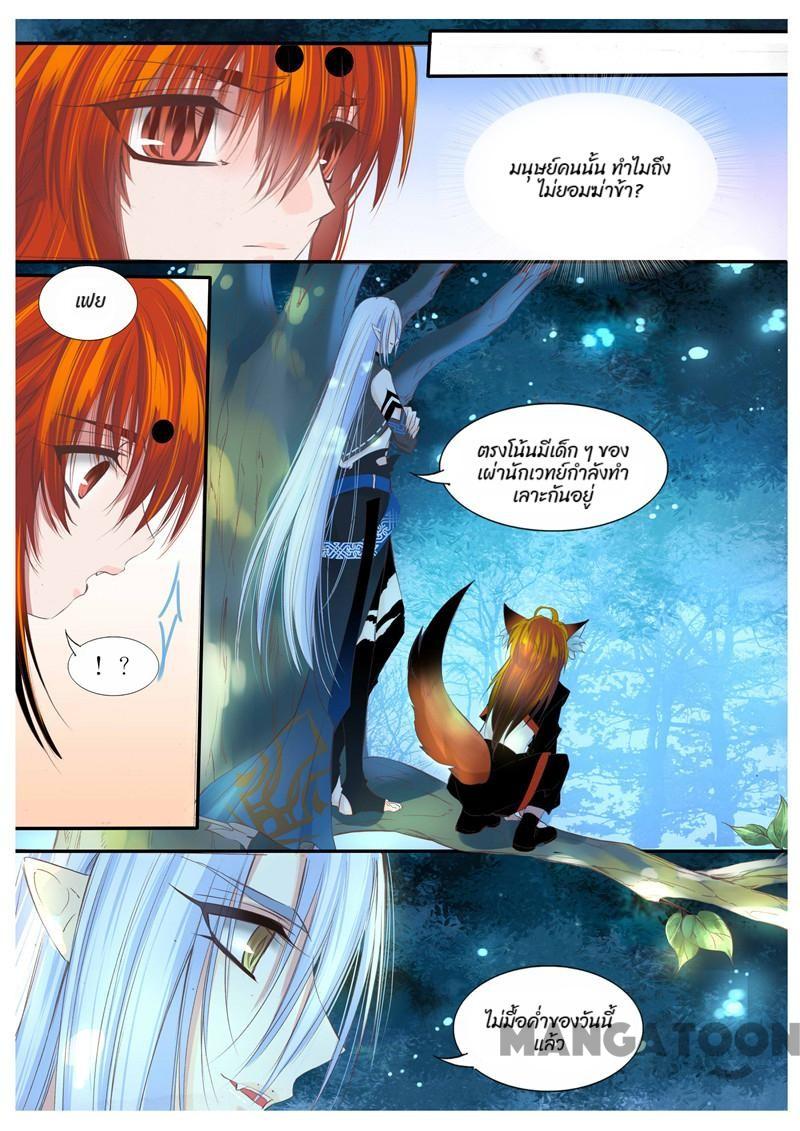 มนุษย์คนนั้น ทำไมถึง
ไม่ยอมฆ่าข้า?
เฟย
! ?
ตรงโน้นมีเด็ก ๆ ของ
เผ่านักเวทย์กำลังทำ
เลาะกันอยู่
ไม่มื้อค่ำของวันนี้
แล้ว
MANGATOON